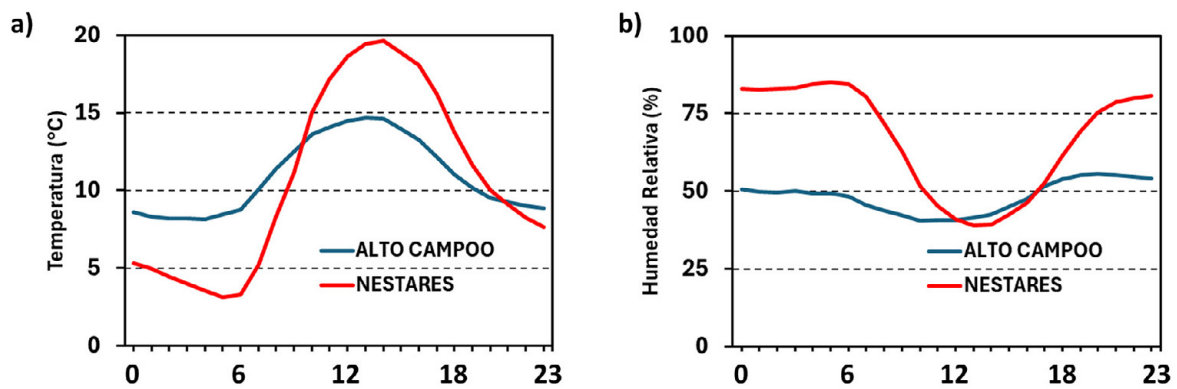 a)
Temperatura (°C)
20
15
10
5
0
ALTO CAMPOO
NESTARES
0 6 12 18 23
b)
Humedad Relativa (%)
100
75
50
25
0
ALTO CAMPOO
NESTARES
0 6 12 18 23